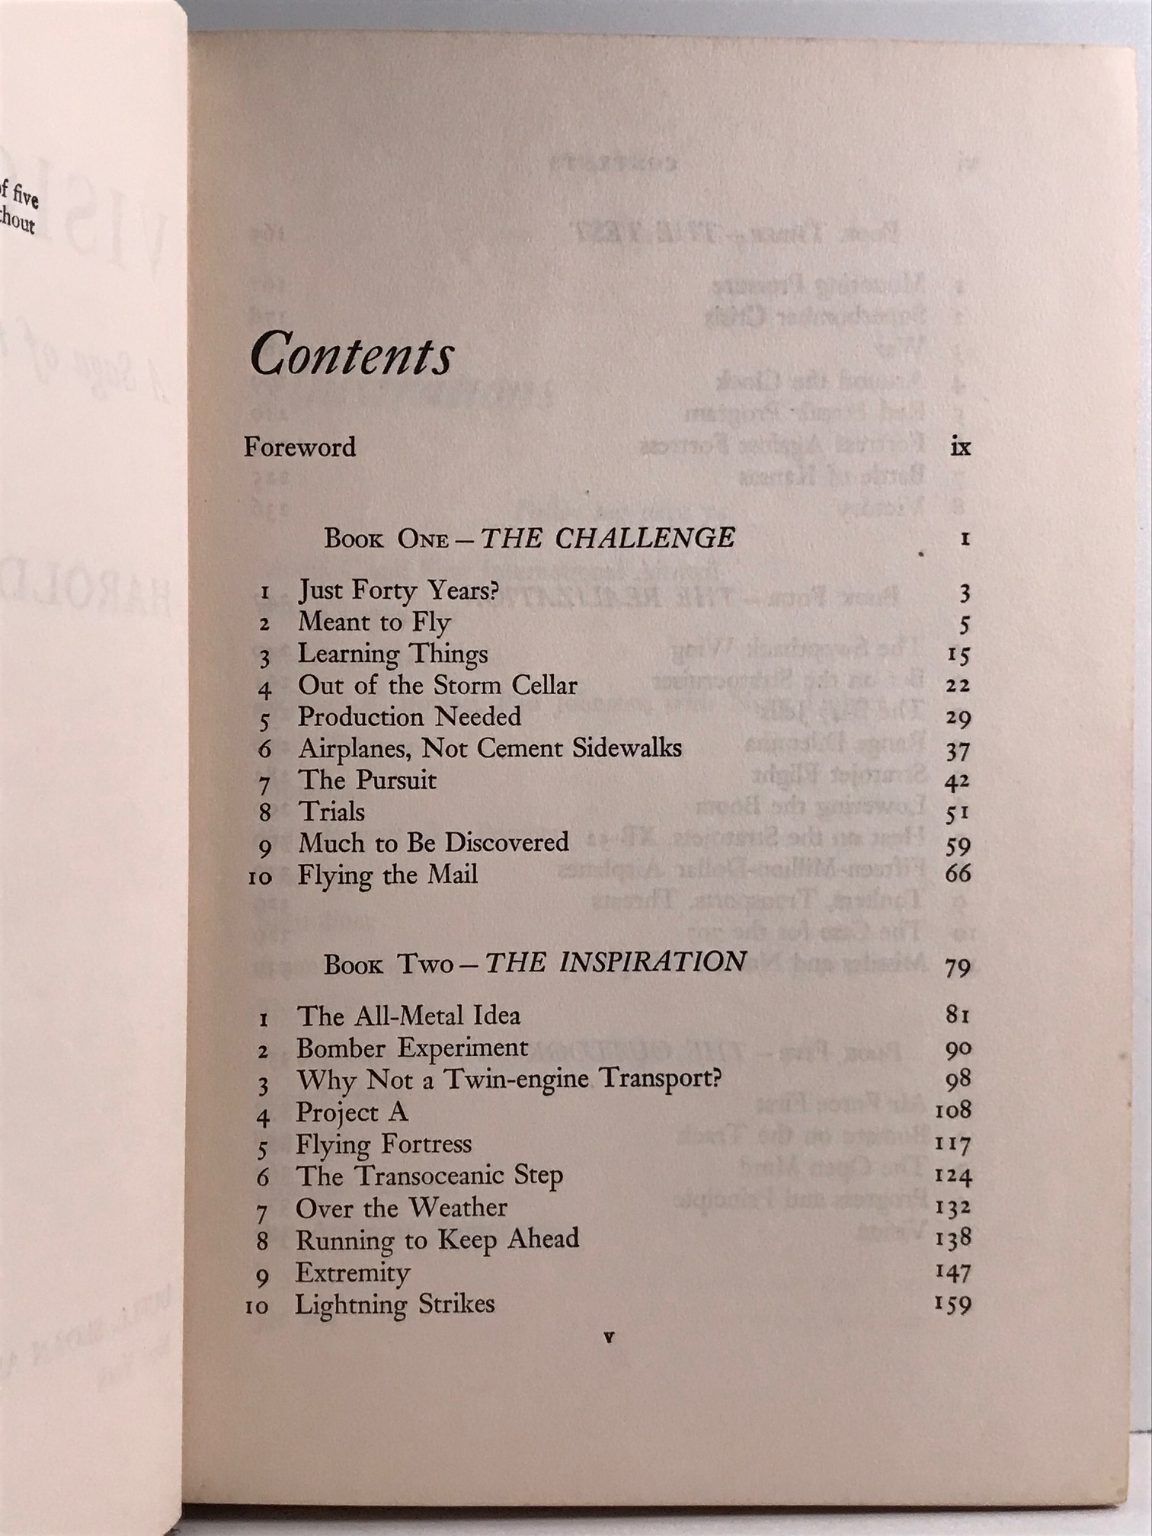 f five
thout
Contents
Foreword ix
Book One — THE CHALLENGE 1
1 Just Forty Years? 3
2 Meant to Fly 5
3 Learning Things 15
4 Out of the Storm Cellar 22
5 Production Needed 29
6 Airplanes, Not Cement Sidewalks 37
7 The Pursuit 42
8 Trials 51
9 Much to Be Discovered 59
10 Flying the Mail 66
Book Two — THE INSPIRATION 79
1 The All-Metal Idea 81
2 Bomber Experiment 90
3 Why Not a Twin-engine Transport? 98
4 Project A 108
5 Flying Fortress 117
6 The Transoceanic Step 124
7 Over the Weather 132
8 Running to Keep Ahead 138
9 Extremity 147
10 Lightning Strikes 159
v